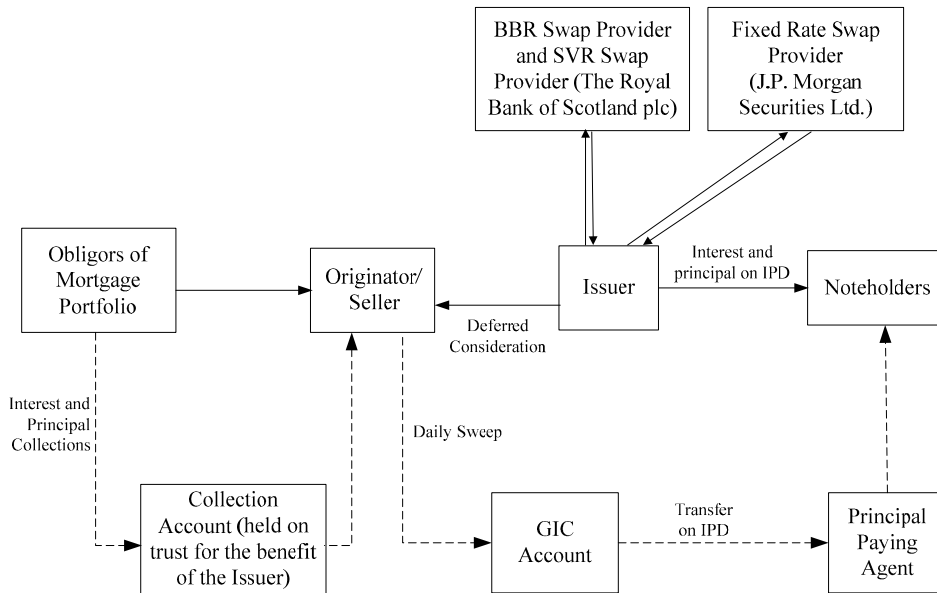 BBR Swap Provider
and SVR Swap
Provider (The Royal
Bank of Scotland plc)
Fixed Rate Swap
Provider
(J.P. Morgan
Securities Ltd.)
Obligors of
Mortgage
Portfolio
Originator/
Seller
Issuer
Interest and
principal on IPD
Noteholders
Deferred
Consideration
Interest and
Principal
Collections
Daily Sweep
Collection
Account (held on
trust for the benefit
of the Issuer)
GIC
Account
Transfer
on IPD
Principal
Paying
Agent